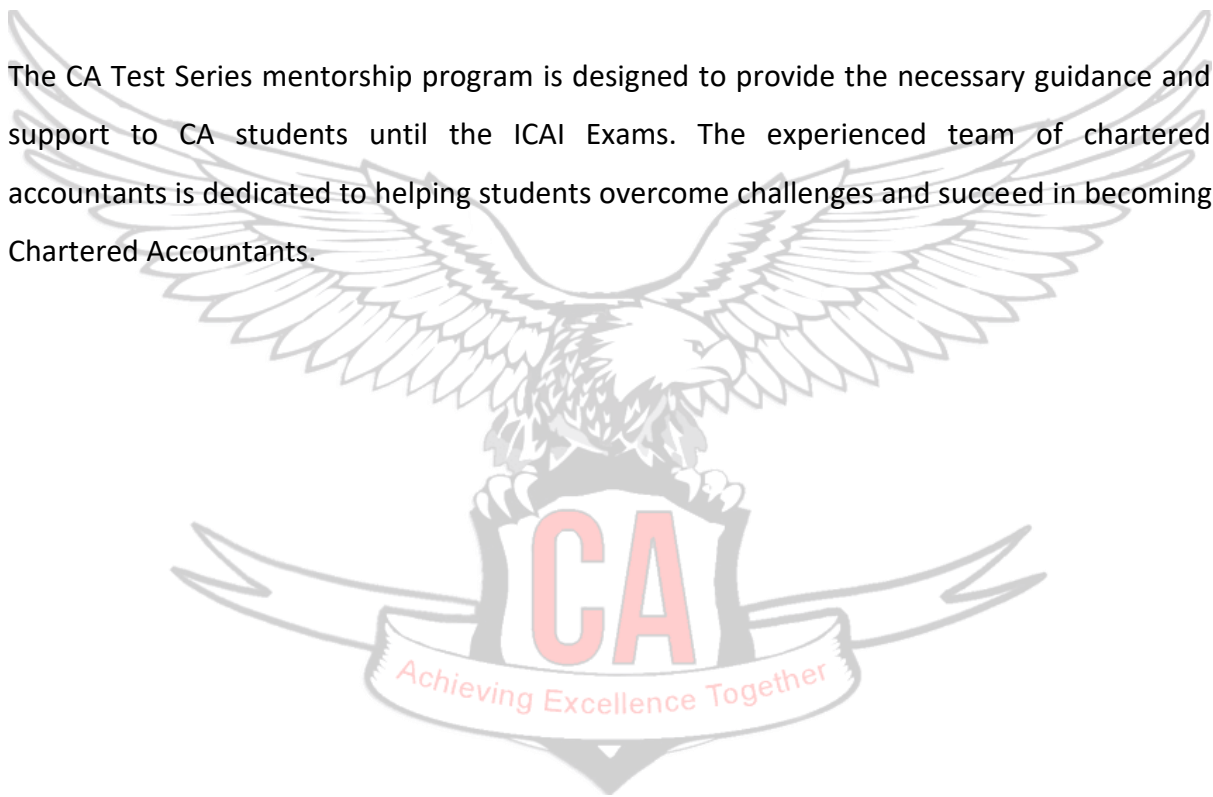 The CA Test Series mentorship program is designed to provide the necessary guidance and
support to CA students until the ICAI Exams. The experienced team of chartered
accountants is dedicated to helping students overcome challenges and succeed in becoming
Chartered Accountants.
CA
Achieving Excellence Together